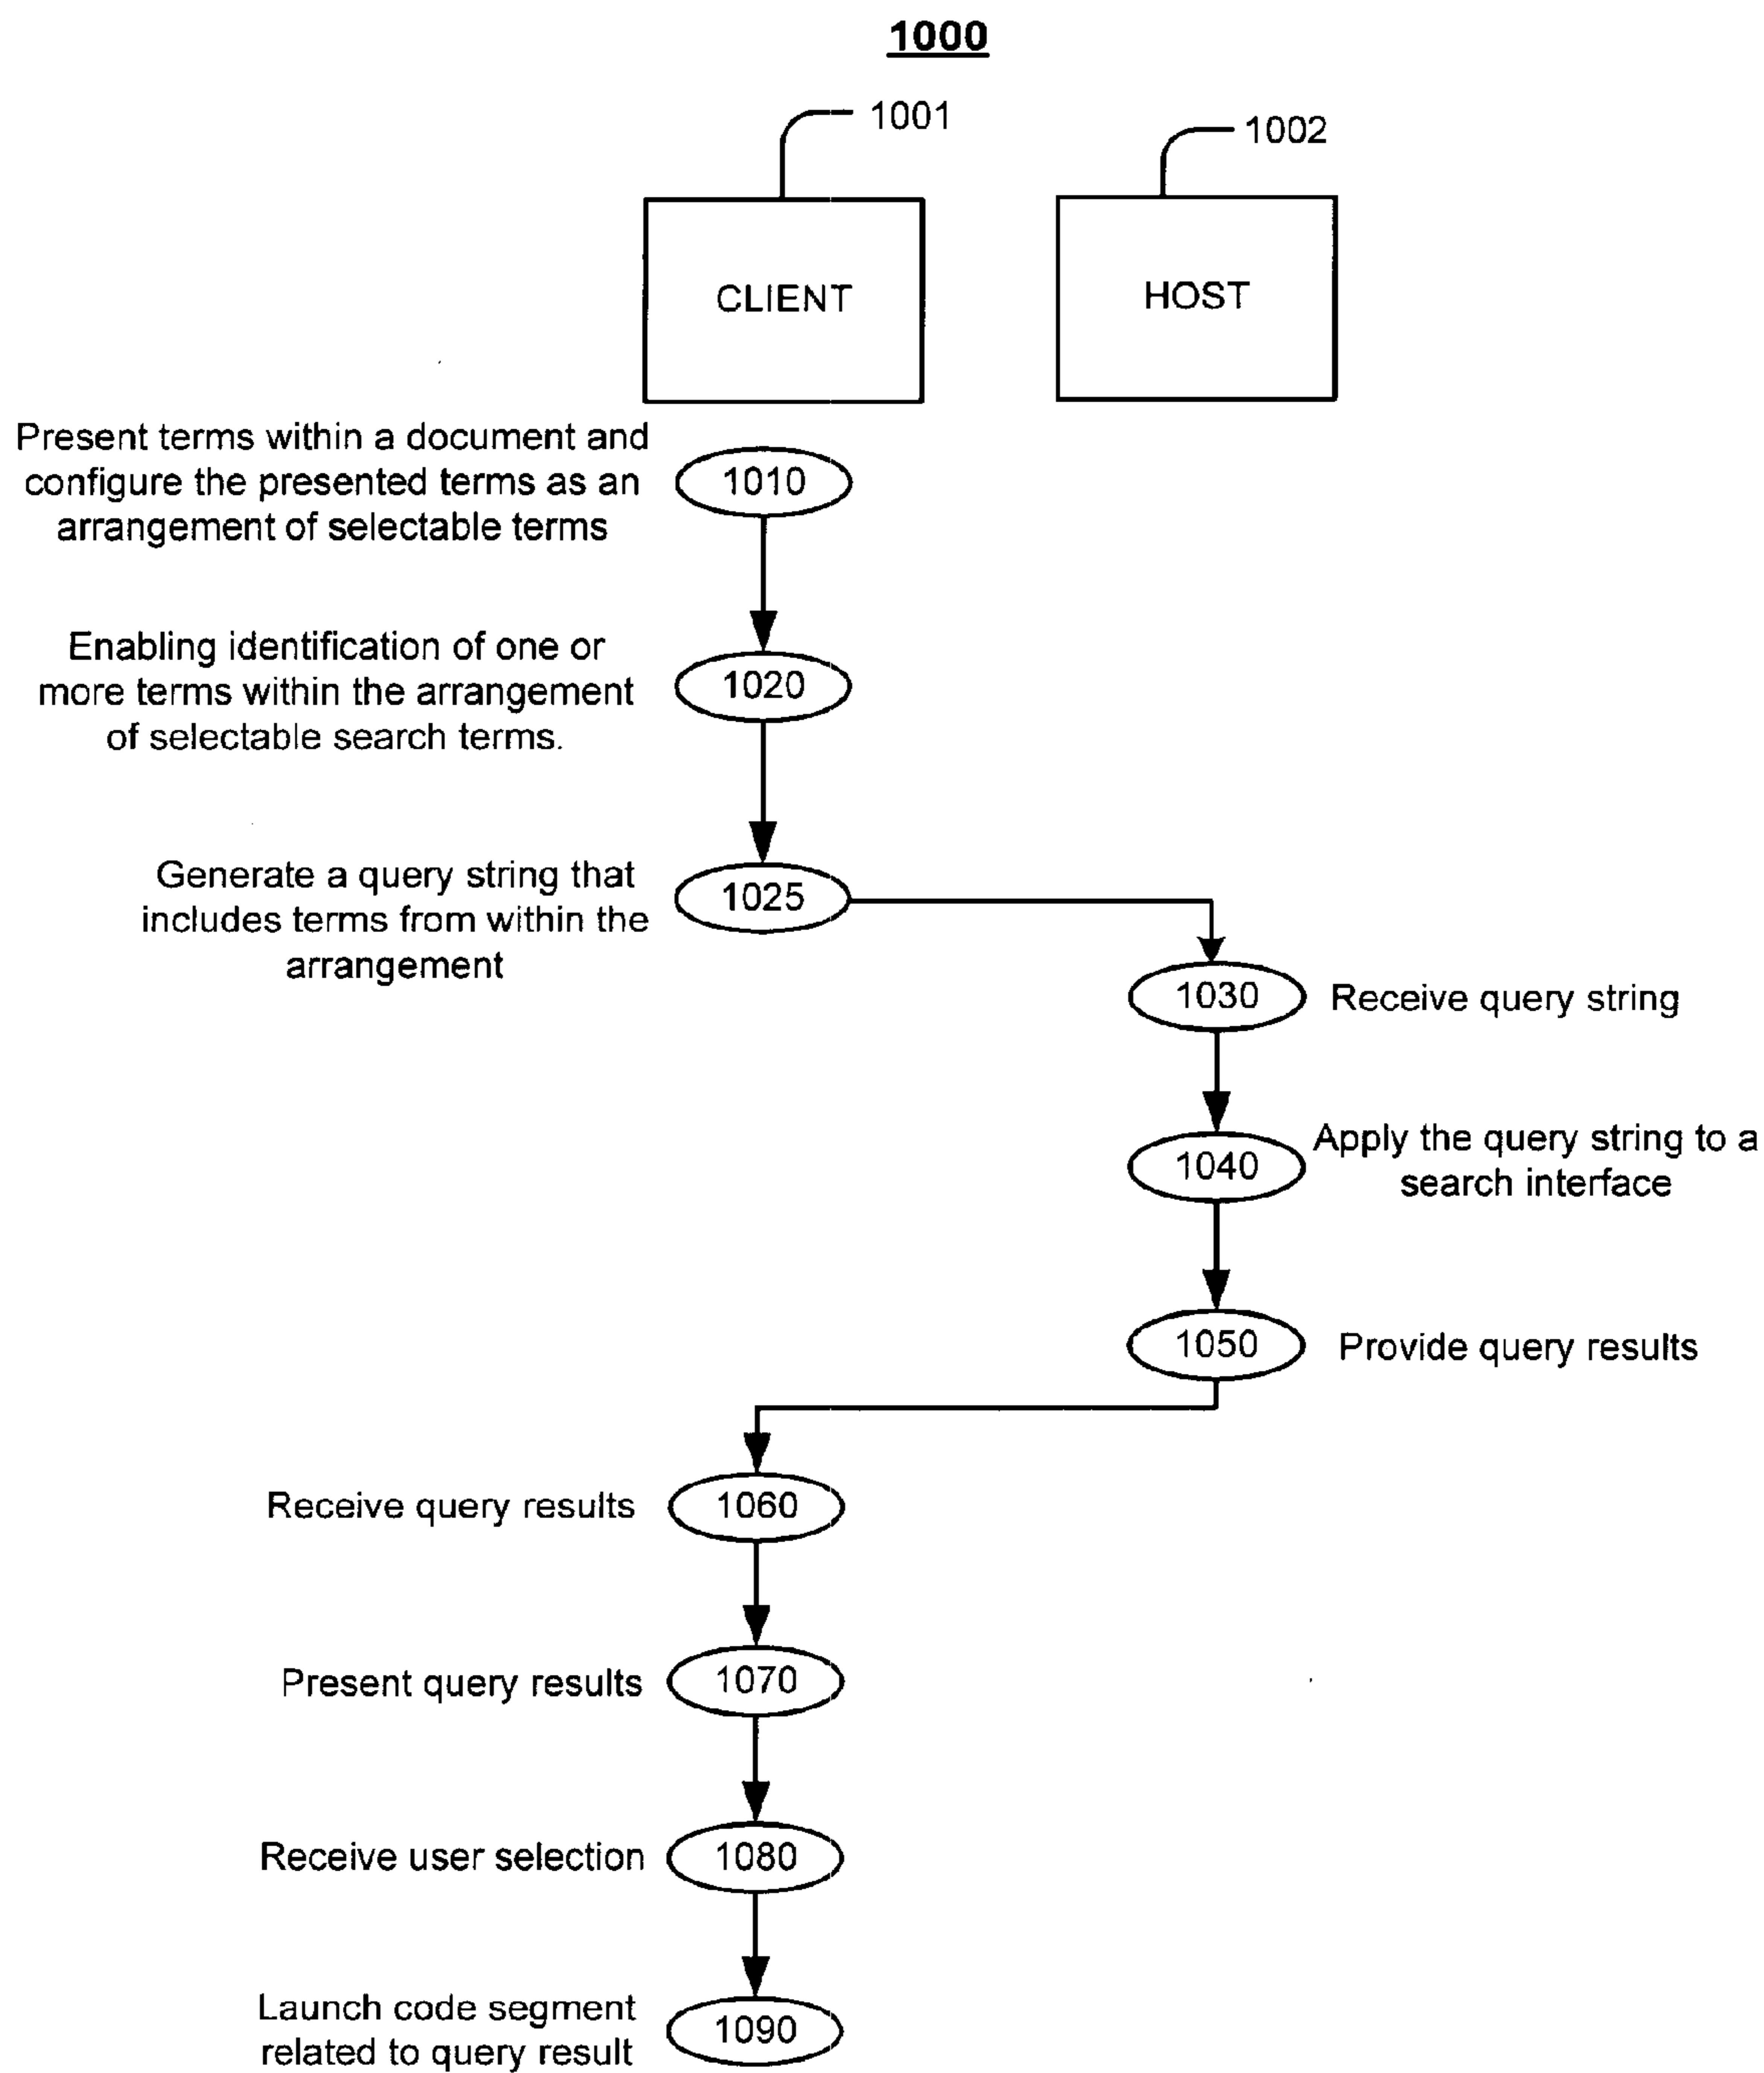 1000
1001
1002
CLIENT
HOST
Present terms within a document and
configure the presented terms as an
arrangement of selectable terms
1010
Enabling identification of one or
more terms within the arrangement
of selectable search terms.
1020
Generate a query string that
includes terms from within the
arrangement
1025
1030
Receive query string
1040
Apply the query string to a
search interface
1050
Provide query results
Receive query results
1060
Present query results
1070
Receive user selection
1080
Launch code segment
related to query result
1090